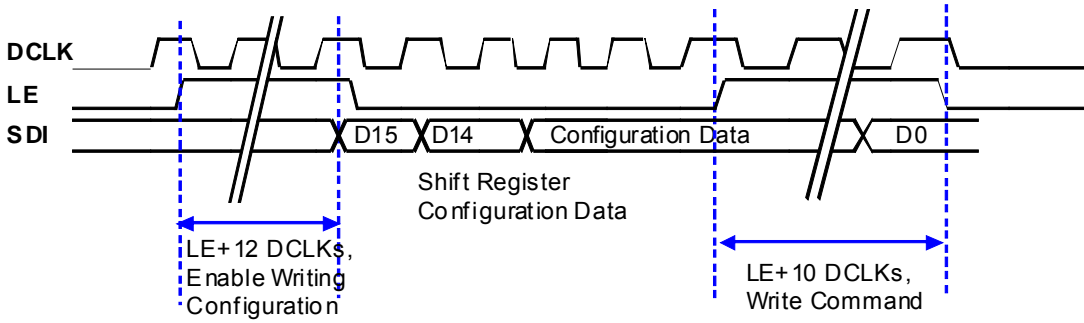 DCLK
LE
SDI
D15 D14 Configuration Data D0
Shift Register
Configuration Data
LE+12 DCLKs,
Enable Writing
Configuration
LE+10 DCLKs,
Write Command